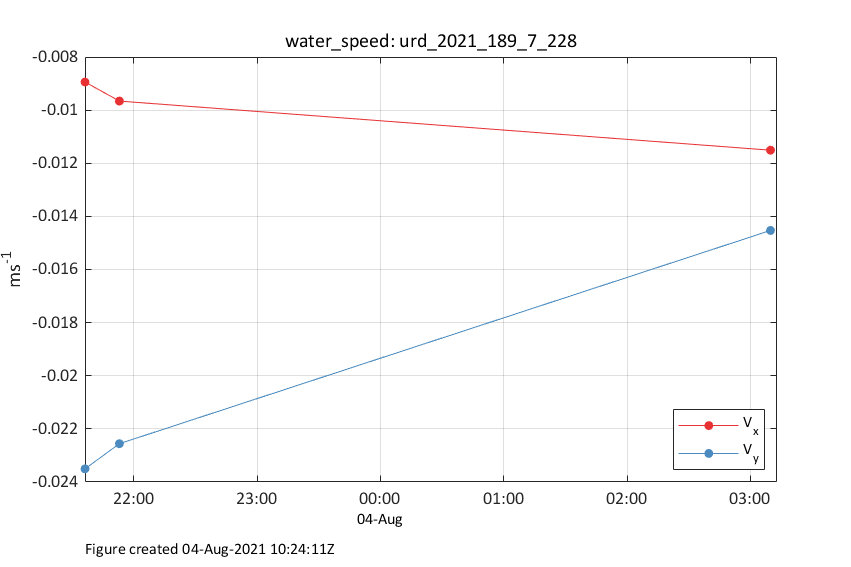 water_speed: urd_2021_189_7_228
-0.008
-0.01
-0.012
-0.014
-0.016
-0.018
-0.02
-0.022
-0.024
ms-1
22:00 23:00 00:00 01:00 02:00 03:00
04-Aug
Vx
Vy
Figure created 04-Aug-2021 10:24:11Z